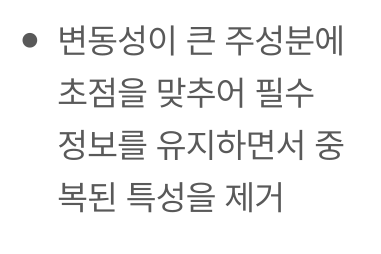 ● 변동성이 큰 주성분에
초점을 맞추어 필수
정보를 유지하면서 중
복된 특성을 제거